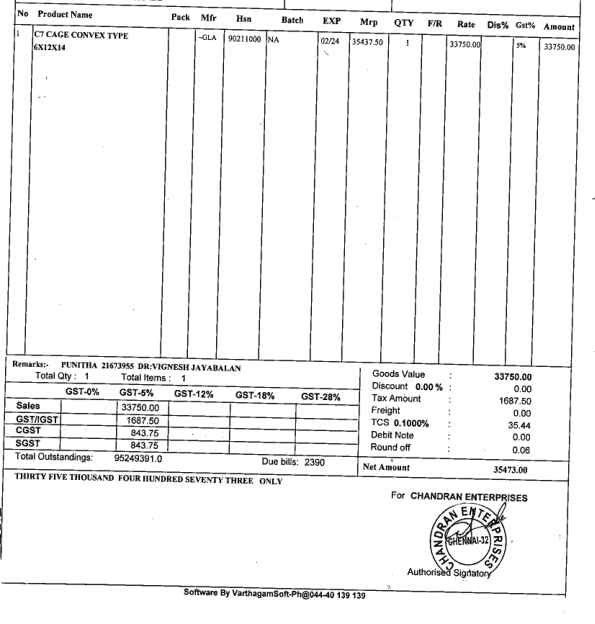 No Product Name Pack Mfr Hsn Batch EXP Mrp QTY F/R Rate Dis% Gst% Amount
1 C7 CAGE CONVEX TYPE -GLA 90211000 NA 02/24 35437.50 1 33750.00 5% 33750.00
6X12X14
Remarks:- PUNITHA 21673955 DR:VIGNESH JAYABALAN
Total Qty : 1 Total Items : 1
GST-0% GST-5% GST-12% GST-18% GST-28%
Sales 33750.00
GST/IGST 1687.50
CGST 843.75
SGST 843.75
Total Outstandings: 95249391.0 Due bills: 2390
Goods Value : 33750.00
Discount 0.00 % : 0.00
Tax Amount : 1687.50
Freight : 0.00
TCS 0.1000% : 35.44
Debit Note : 0.00
Round off : 0.06
Net Amount 35473.00
THIRTY FIVE THOUSAND FOUR HUNDRED SEVENTY THREE ONLY
For CHANDRAN ENTERPRISES
CHANDRAN ENTERPRISES
CHENNAI-32
Authorised Signatory
Software By VarthagamSoft-Ph@044-40 139 139